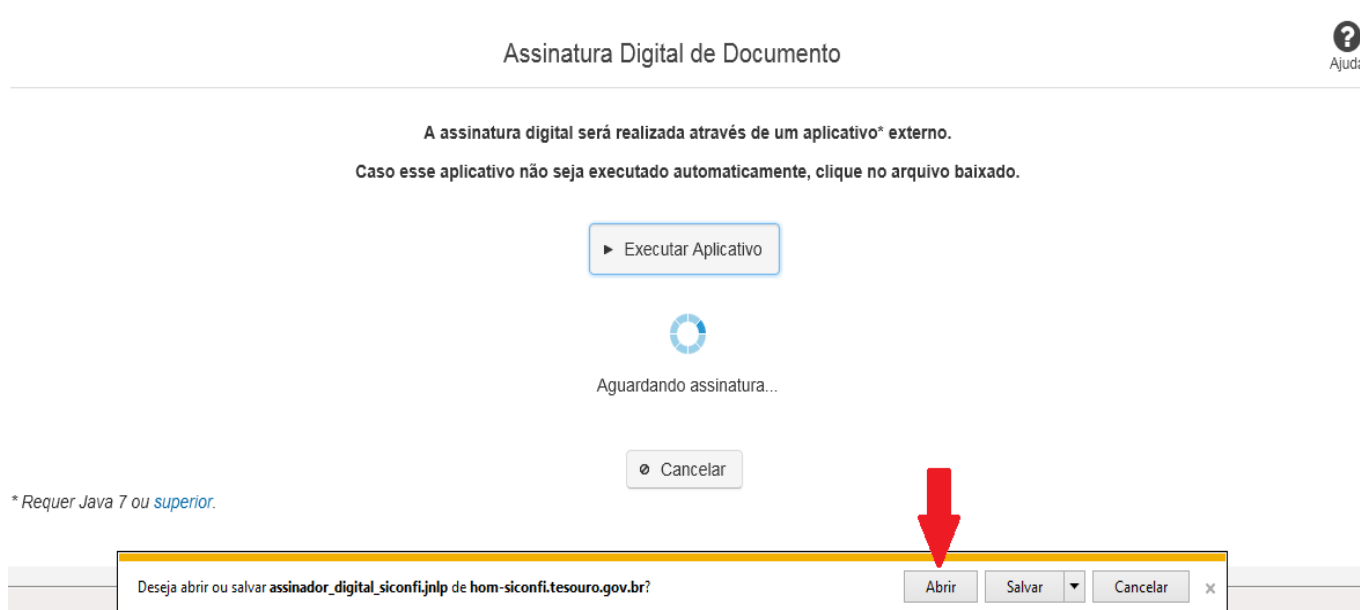 Assinatura Digital de Documento
Ajuda
A assinatura digital será realizada através de um aplicativo* externo.
Caso esse aplicativo não seja executado automaticamente, clique no arquivo baixado.
Executar Aplicativo
Aguardando assinatura...
Cancelar
* Requer Java 7 ou superior.
Deseja abrir ou salvar assinador_digital_siconfi.jnlp de hom-siconfi.tesouro.gov.br? Abrir Salvar Cancelar